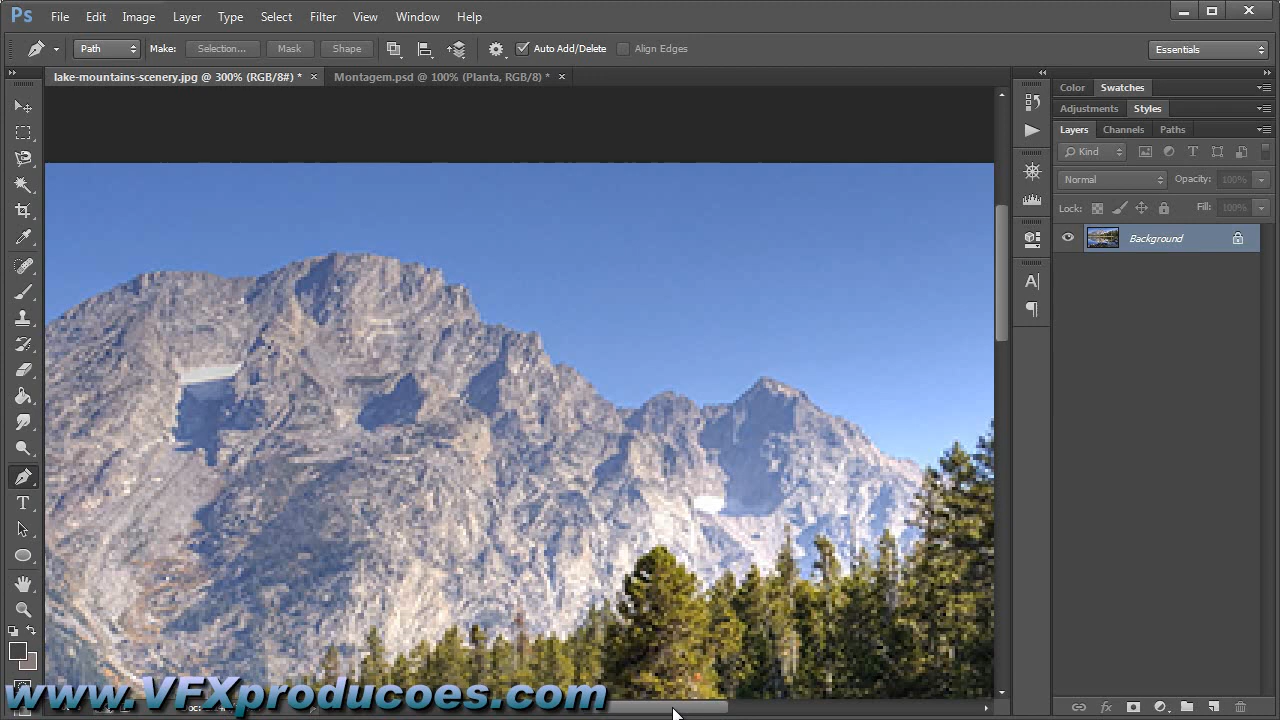 Ps File Edit Image Layer Type Select Filter View Window Help
Path Make: Selection... Mask Shape Auto Add/Delete Align Edges Essentials
lake-mountains-scenery.jpg @ 300% (RGB/8#) * × Montagem.psd @ 100% (Planta, RGB/8) * ×
Color Swatches
Adjustments Styles
Layers Channels Paths
Kind T
Normal Opacity: 100%
Lock: Fill: 100%
Background
A
T
fx
www.VFXproducoes.com